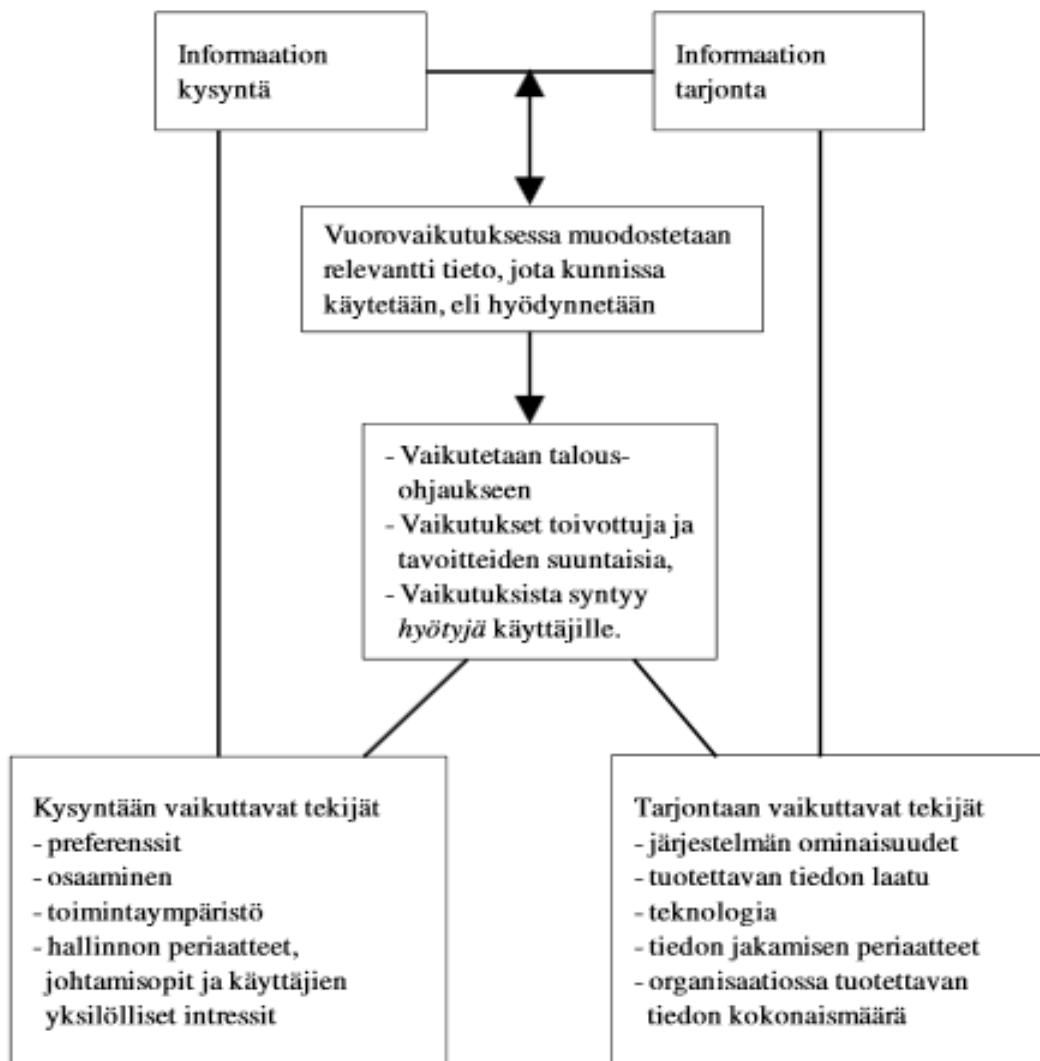 Informaation
kysyntä
Informaation
tarjonta
Vuorovaikutuksessa muodostetaan
relevantti tieto, jota kunnissa
käytetään, eli hyödynnetään
- Vaikutetaan talous-
ohjaukseen
- Vaikutukset toivottuja ja
tavoitteiden suuntaisia,
- Vaikutuksista syntyy
hyötyjä käyttäjille.
Kysyntään vaikuttavat tekijät
- preferenssit
- osaaminen
- toimintaympäristö
- hallinnon periaatteet,
johtamisopit ja käyttäjien
yksilölliset intressit
Tarjontaan vaikuttavat tekijät
- järjestelmän ominaisuudet
- tuotettavan tiedon laatu
- teknologia
- tiedon jakamisen periaatteet
- organisaatiossa tuotettavan
tiedon kokonaismäärä